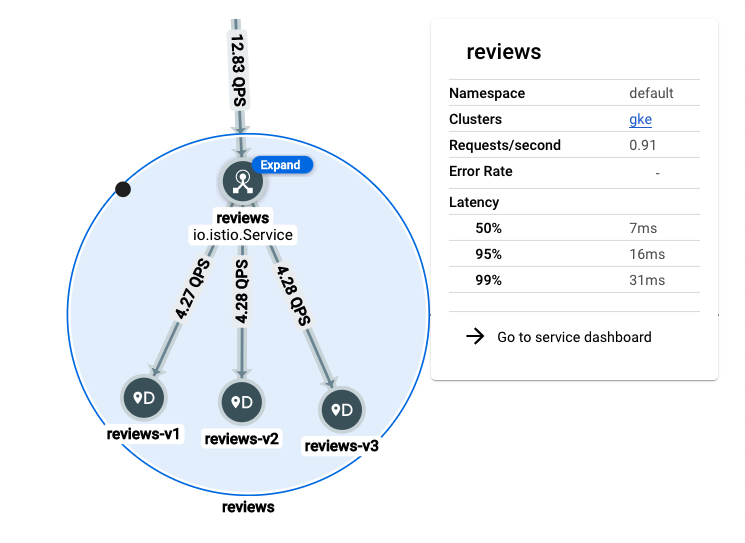 12.83 QPS
Expand
reviews
io.istio.Service
4.27 QPS
4.28 QPS
4.28 QPS
D
D
D
reviews-v1
reviews-v2
reviews-v3
reviews
reviews
Namespace default
Clusters gke
Requests/second 0.91
Error Rate -
Latency
50% 7ms
95% 16ms
99% 31ms
→ Go to service dashboard